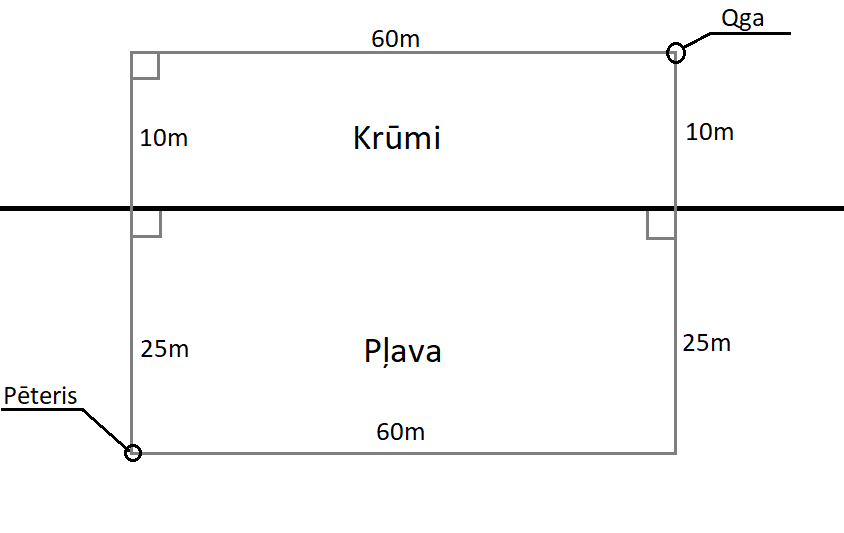 Qga
60m
10m
Krūmi
10m
25m
Pļava
25m
Pēteris
60m